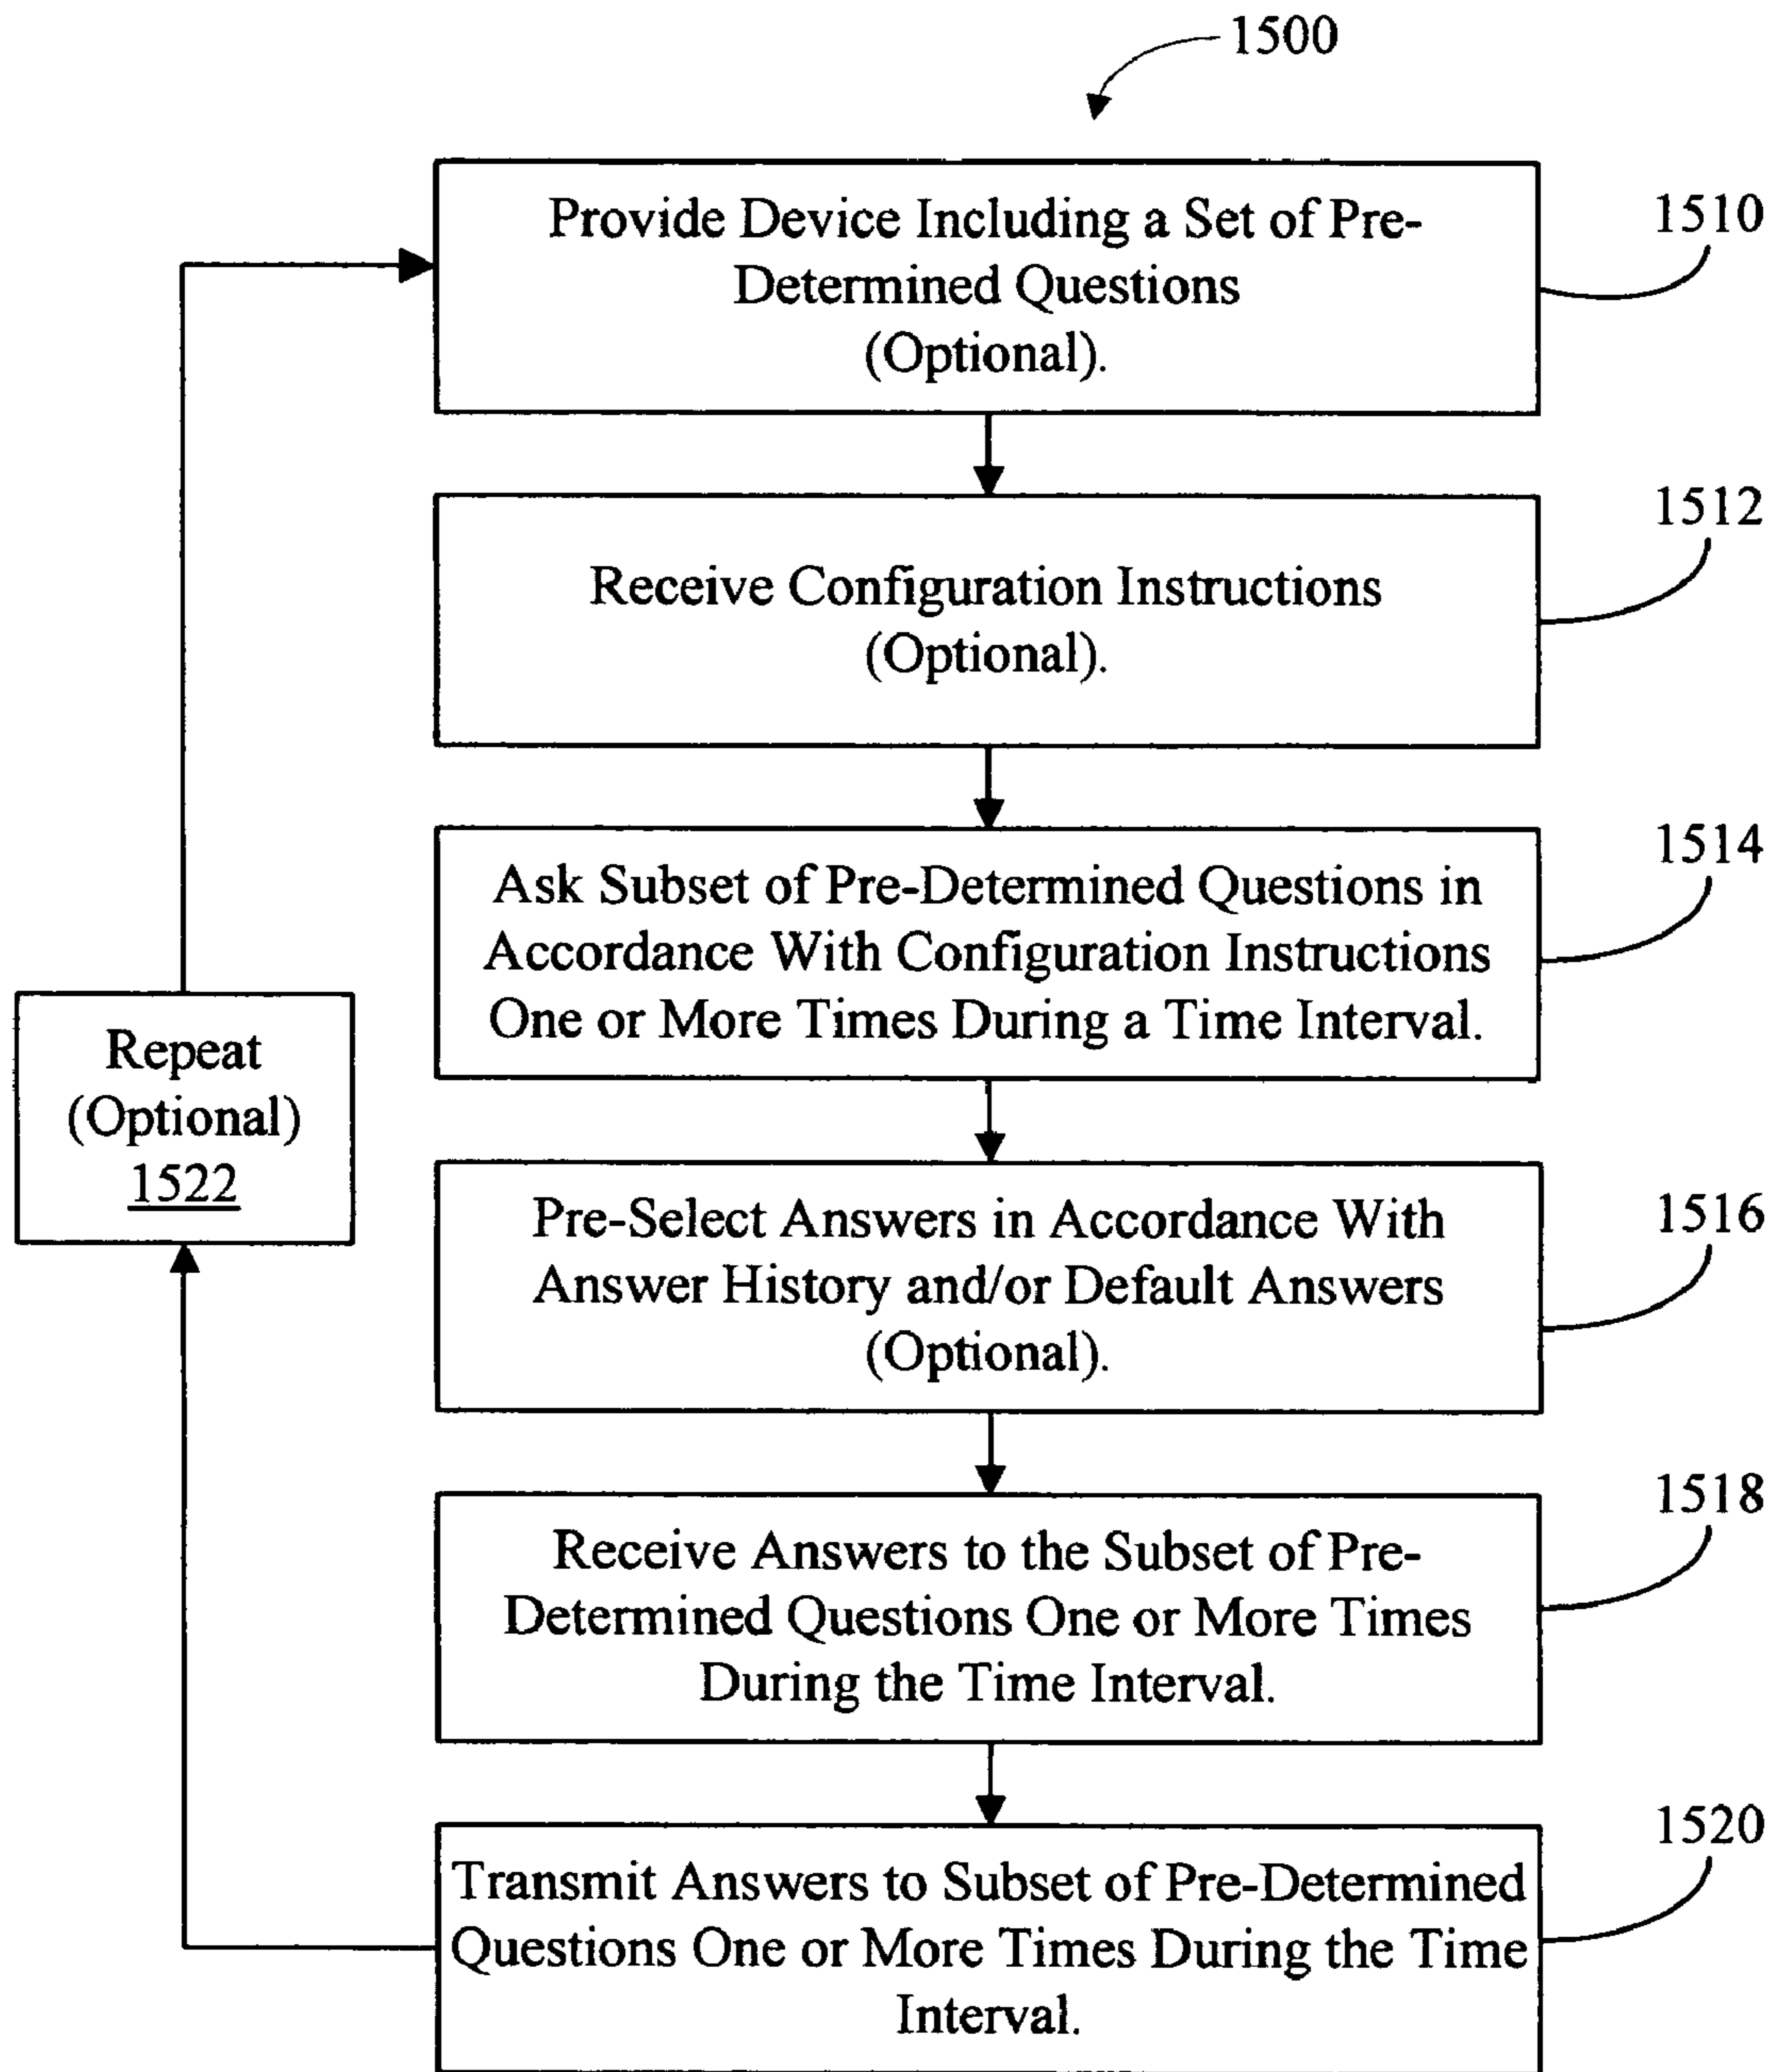 1500
Provide Device Including a Set of Pre-
Determined Questions
(Optional).
1510
Receive Configuration Instructions
(Optional).
1512
Ask Subset of Pre-Determined Questions in
Accordance With Configuration Instructions
One or More Times During a Time Interval.
1514
Repeat
(Optional)
1522
Pre-Select Answers in Accordance With
Answer History and/or Default Answers
(Optional).
1516
Receive Answers to the Subset of Pre-
Determined Questions One or More Times
During the Time Interval.
1518
Transmit Answers to Subset of Pre-Determined
Questions One or More Times During the Time
Interval.
1520